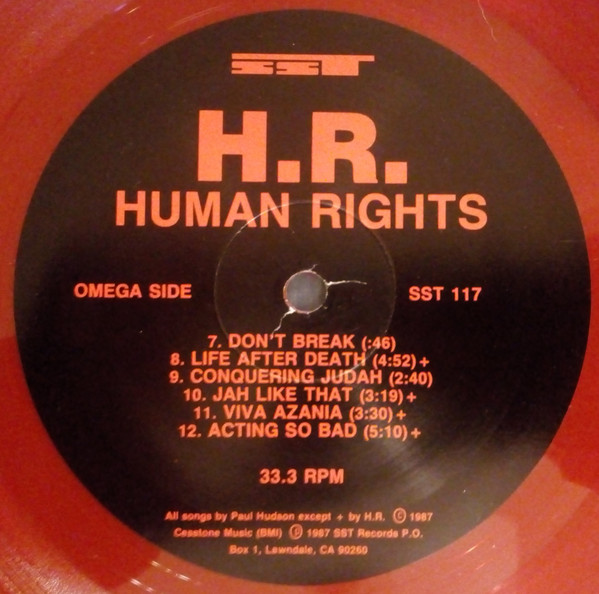 SST
H.R.
HUMAN RIGHTS
OMEGA SIDE
SST 117
7. DON'T BREAK (:46)
8. LIFE AFTER DEATH (4:52)+
9. CONQUERING JUDAH (2:40)
10. JAH LIKE THAT (3:19)+
11. VIVA AZANIA (3:30)+
12. ACTING SO BAD (5:10)+
33.3 RPM
All songs by Paul Hudson except + by H.R. © 1987
Ceestone Music (BMI) ℗ 1987 SST Records P.O.
Box 1, Lawndale, CA 90260